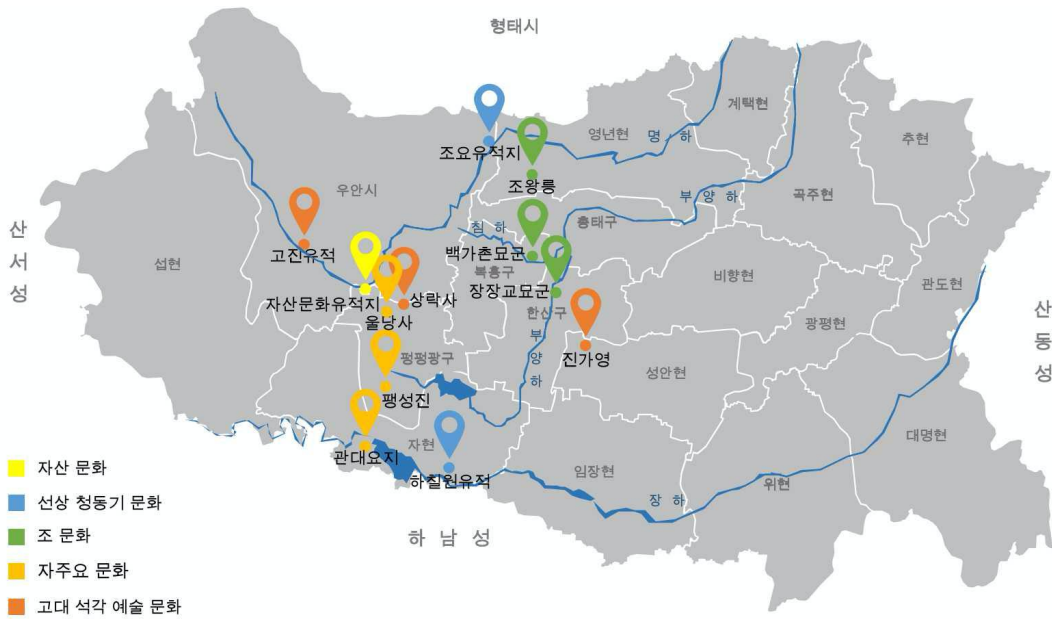 형태시
계택현
영년현
명 하
추현
조요유적지
조왕릉
우안시
부 양 하
곡주현
산서성
고진유적
침 하
총태구
백가촌묘군
섭현
복흥구
비향현
관도현
자산문화유적지
상락사
장장교묘군
울낭사
한산구
광평현
산동성
부양하
펑펑광구
진가영
성안현
팽성진
대명현
관대요지
자현
하칠원유적
임장현
위현
장 하
하 남 성
자산 문화
선상 청동기 문화
조 문화
자주요 문화
고대 석각 예술 문화